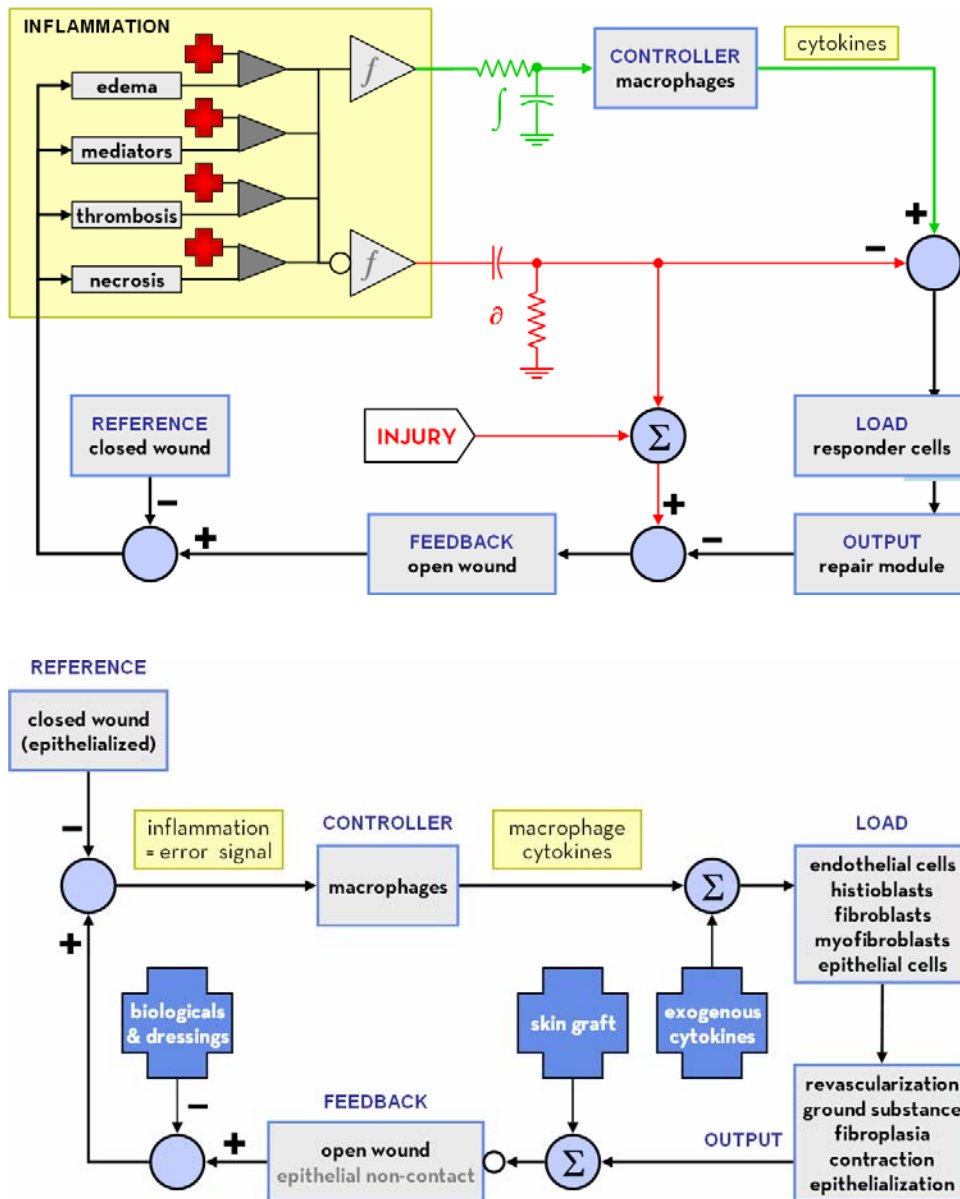 INFLAMMATION
edema
mediators
thrombosis
necrosis
f
f
∫
∂
CONTROLLER
macrophages
cytokines
+
−
REFERENCE
closed wound
−
+
INJURY
Σ
+
−
FEEDBACK
open wound
LOAD
responder cells
OUTPUT
repair module
REFERENCE
closed wound
(epithelialized)
−
+
inflammation
= error signal
CONTROLLER
macrophages
macrophage
cytokines
Σ
LOAD
endothelial cells
histioblasts
fibroblasts
myofibroblasts
epithelial cells
biologicals
& dressings
skin graft
exogenous
cytokines
−
+
FEEDBACK
open wound
epithelial non-contact
Σ
OUTPUT
revascularization
ground substance
fibroplasia
contraction
epithelialization